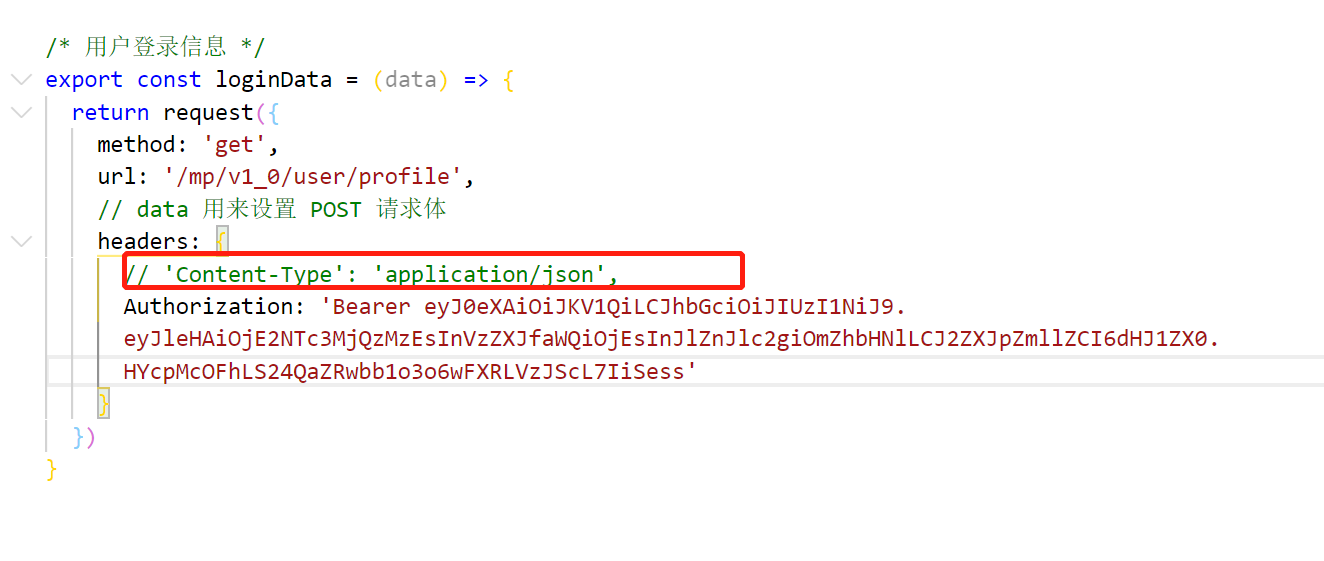 /* 用户登录信息 */
export const loginData = (data) => {
return request({
method: 'get',
url: '/mp/v1_0/user/profile',
// data 用来设置 POST 请求体
headers: {
// 'Content-Type': 'application/json',
Authorization: 'Bearer eyJ0eXAiOiJKV1QiLCJhbGciOiJIUzI1NiJ9.
eyJleHAiOjE2NTc3MjQzMzEsInVzZXJfaWQiOjEsInJlZnJlc2giOmZhbHNlLCJ2ZXJpZmllZCI6dHJ1ZX0.
HYcpMcOFhLS24QaZRwbb1o3o6wFXRLVzJScL7IiSess'
}
})
}